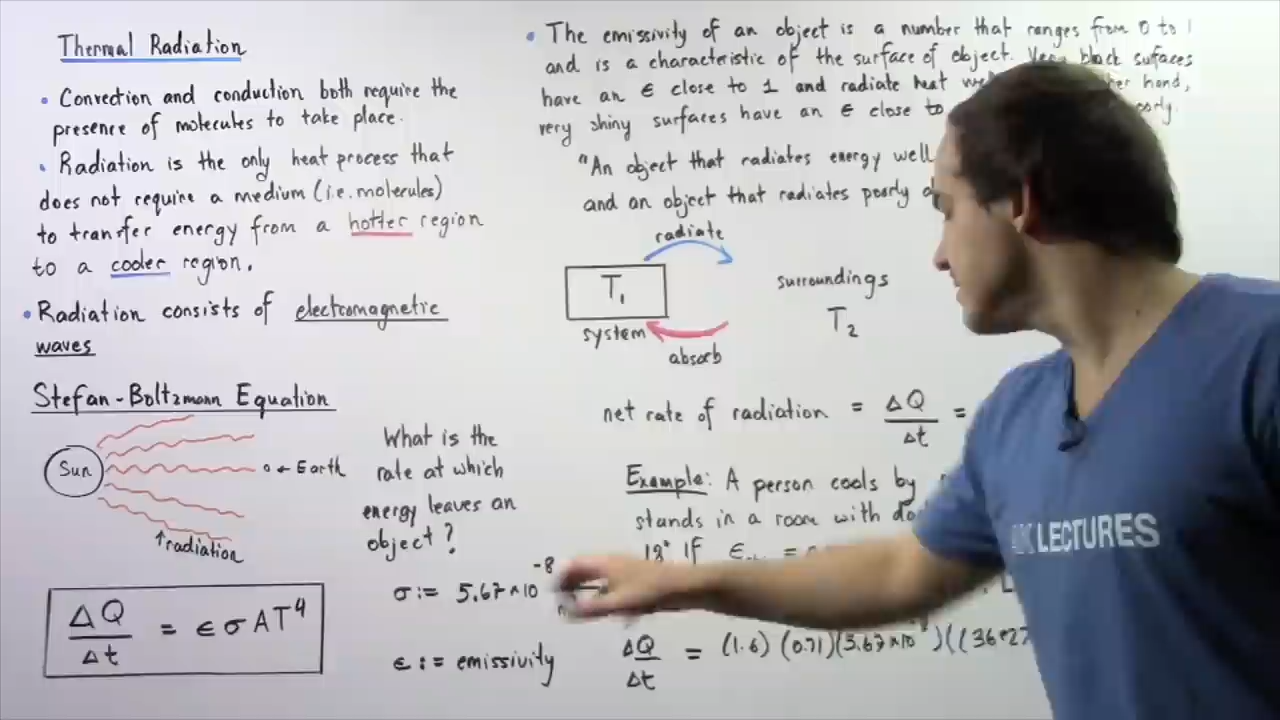 Thermal Radiation
• Convection and conduction both require the
presence of molecules to take place.
• Radiation is the only heat process that
does not require a medium (i.e. molecules)
to transfer energy from a hotter region
to a cooler region.
• Radiation consists of electromagnetic
waves
Stefan-Boltzmann Equation
Sun
← Earth
↑ radiation
What is the
rate at which
energy leaves an
object?
ΔQ/Δt = ϵσAT⁴
σ := 5.67×10⁻⁸
ϵ := emissivity
• The emissivity of an object is a number that ranges from 0 to 1
and is a characteristic of the surface of object. Very black sufaces
have an ϵ close to 1 and radiate heat hand,
very shiny surfaces have an ϵ close to
"An object that radiates energy well
and an object that radiates poorly
radiate
T₁
system
absorb
surroundings
T₂
net rate of radiation = ΔQ/Δt =
Example: A person cools by
stands in a room with
18° If ϵ =
ΔQ/Δt = (1.6) (0.71)(5.67×10
LECTURES